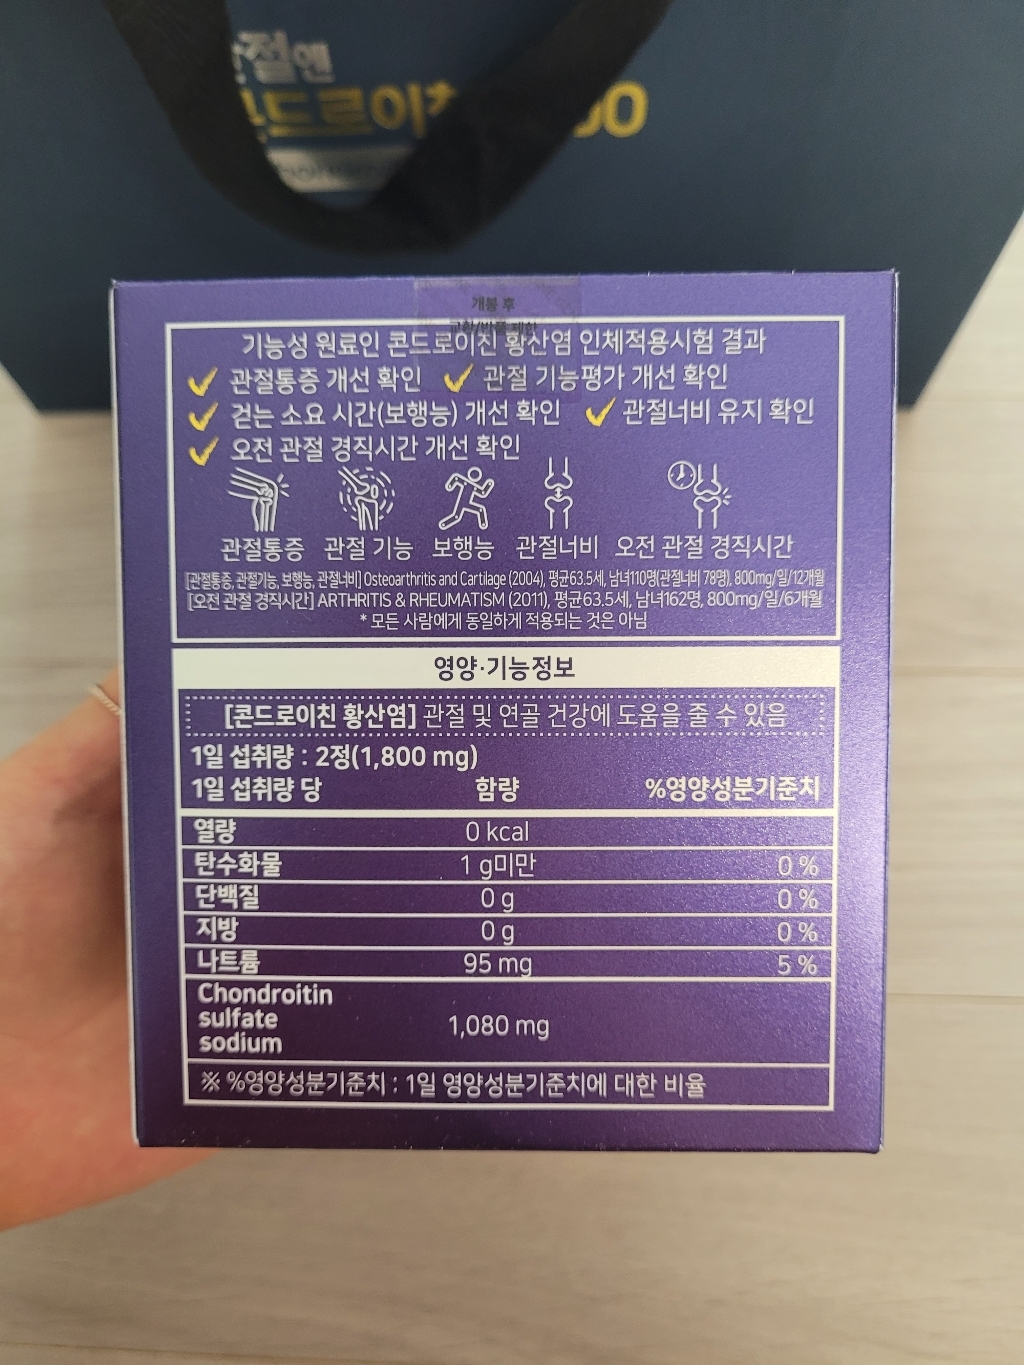 절엔
드로이
개봉 후
교환/반품 제한
기능성 원료인 콘드로이친 황산염 인체적용시험 결과
관절통증 개선 확인 관절 기능평가 개선 확인
걷는 소요 시간(보행능) 개선 확인 관절너비 유지 확인
오전 관절 경직시간 개선 확인
관절통증 관절 기능 보행능 관절너비 오전 관절 경직시간
[관절통증, 관절기능, 보행능, 관절너비] Osteoarthritis and Cartilage (2004), 평균63.5세, 남녀110명(관절너비 78명), 800mg/일/12개월
[오전 관절 경직시간] ARTHRITIS & RHEUMATISM (2011), 평균63.5세, 남녀162명, 800mg/일/6개월
* 모든 사람에게 동일하게 적용되는 것은 아님
영양·기능정보
[콘드로이친 황산염] 관절 및 연골 건강에 도움을 줄 수 있음
1일 섭취량 : 2정(1,800 mg)
1일 섭취량 당 함량 %영양성분기준치
열량 0 kcal
탄수화물 1 g미만 0 %
단백질 0 g 0 %
지방 0 g 0 %
나트륨 95 mg 5 %
Chondroitin
sulfate 1,080 mg
sodium
※ %영양성분기준치 : 1일 영양성분기준치에 대한 비율